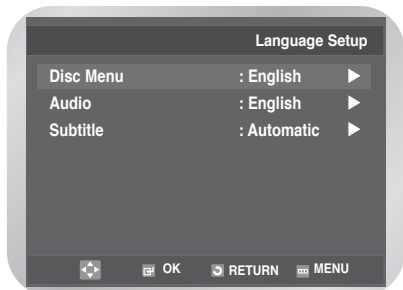 Language Setup
Disc Menu : English
Audio : English
Subtitle : Automatic
OK RETURN MENU